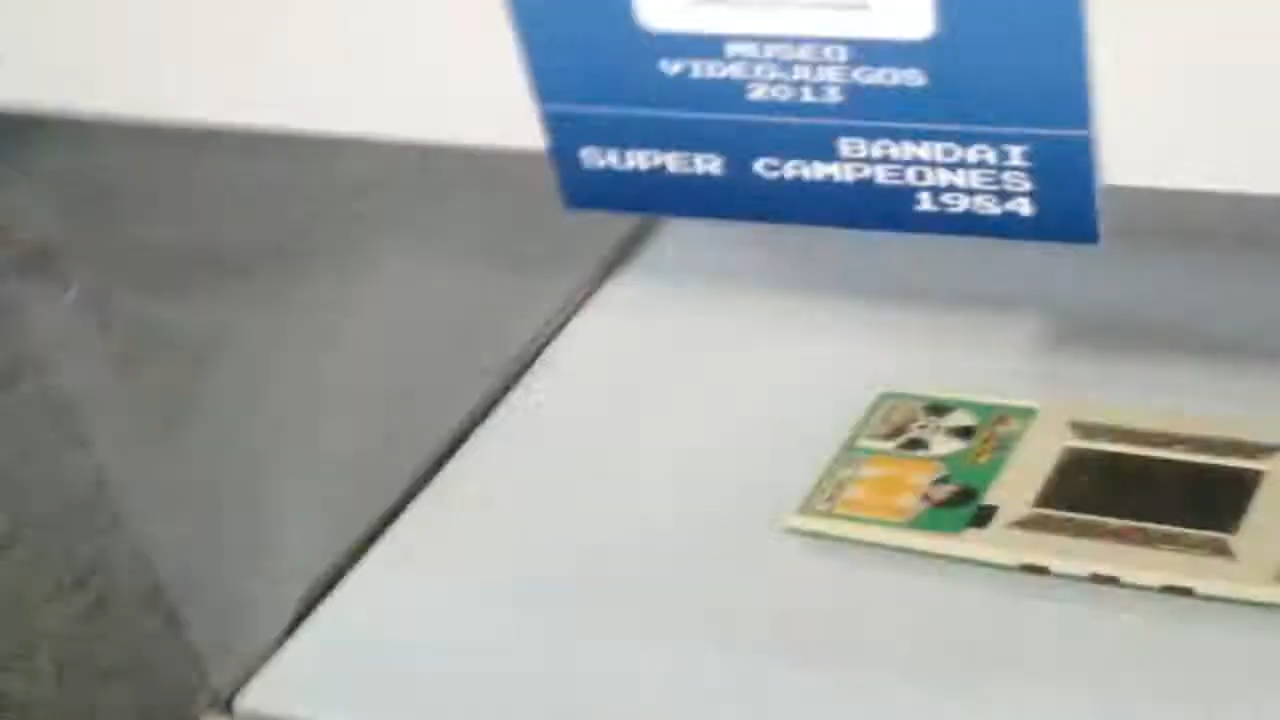 MUSEO
VIDEOJUEGOS
2013
BANDAI
SUPER CAMPEONES
1984